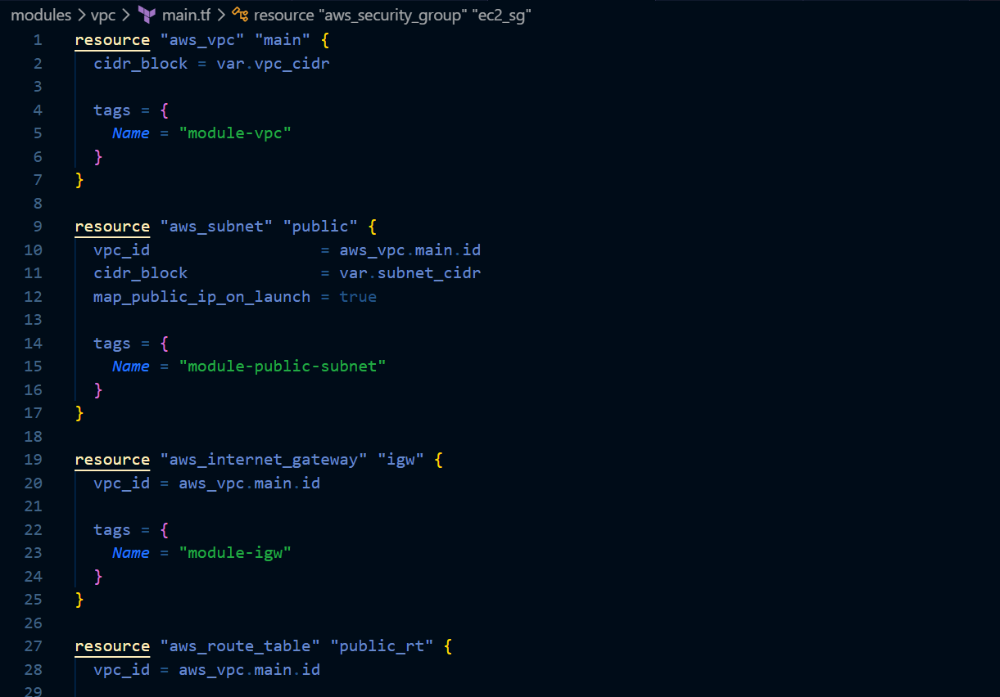 modules > vpc > main.tf > resource "aws_security_group" "ec2_sg"
1 resource "aws_vpc" "main" {
2   cidr_block = var.vpc_cidr
3
4   tags = {
5     Name = "module-vpc"
6   }
7 }
8
9 resource "aws_subnet" "public" {
10   vpc_id                  = aws_vpc.main.id
11   cidr_block              = var.subnet_cidr
12   map_public_ip_on_launch = true
13
14   tags = {
15     Name = "module-public-subnet"
16   }
17 }
18
19 resource "aws_internet_gateway" "igw" {
20   vpc_id = aws_vpc.main.id
21
22   tags = {
23     Name = "module-igw"
24   }
25 }
26
27 resource "aws_route_table" "public_rt" {
28   vpc_id = aws_vpc.main.id
29